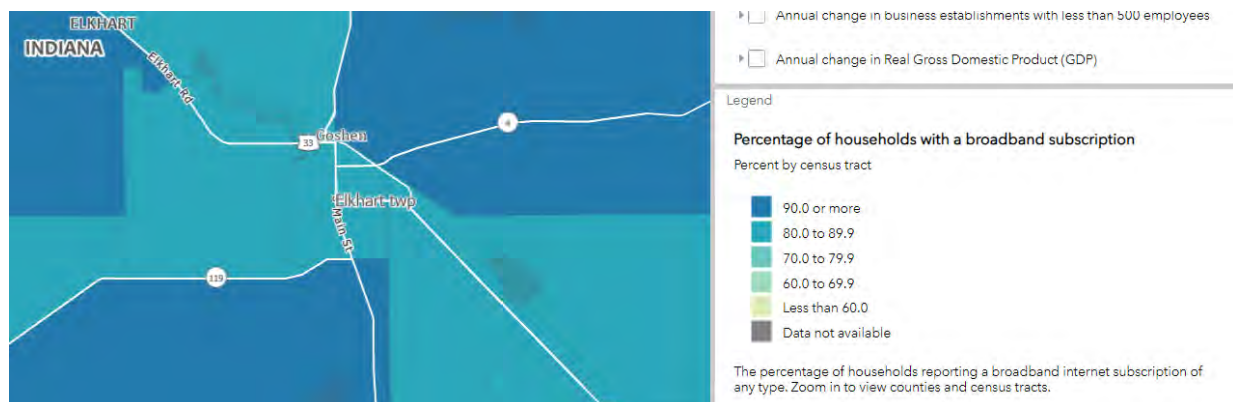 ELKHART
INDIANA
Elkhart Rd
33
Goshen
4
Elkhart twp
Main St
119
Annual change in business establishments with less than 500 employees
Annual change in Real Gross Domestic Product (GDP)
Legend
Percentage of households with a broadband subscription
Percent by census tract
90.0 or more
80.0 to 89.9
70.0 to 79.9
60.0 to 69.9
Less than 60.0
Data not available
The percentage of households reporting a broadband internet subscription of
any type. Zoom in to view counties and census tracts.